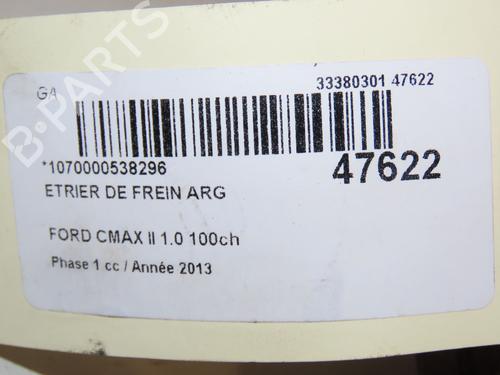 GA
33380301 47622
*1070000538296
47622
ETRIER DE FREIN ARG
FORD CMAX II 1.0 100ch
Phase 1 cc / Année 2013
B-PARTS